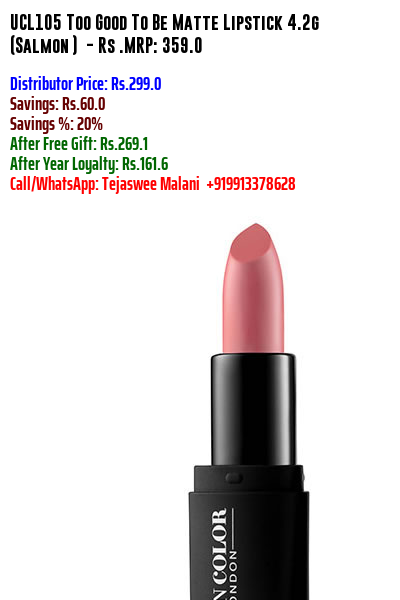 UCL105 Too Good To Be Matte Lipstick 4.2g
(Salmon ) - Rs .MRP: 359.0
Distributor Price: Rs.299.0
Savings: Rs.60.0
Savings %: 20%
After Free Gift: Rs.269.1
After Year Loyalty: Rs.161.6
Call/WhatsApp: Tejaswee Malani +919913378628
N COLOR
ONDON